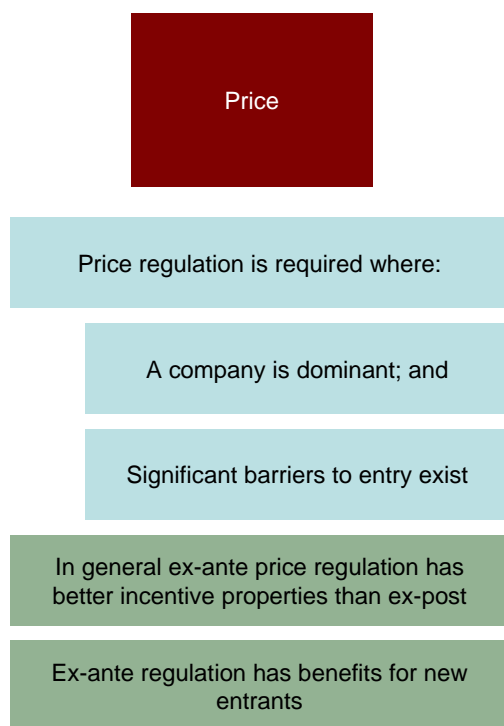 Price
Price regulation is required where:
A company is dominant; and
Significant barriers to entry exist
In general ex-ante price regulation has
better incentive properties than ex-post
Ex-ante regulation has benefits for new
entrants